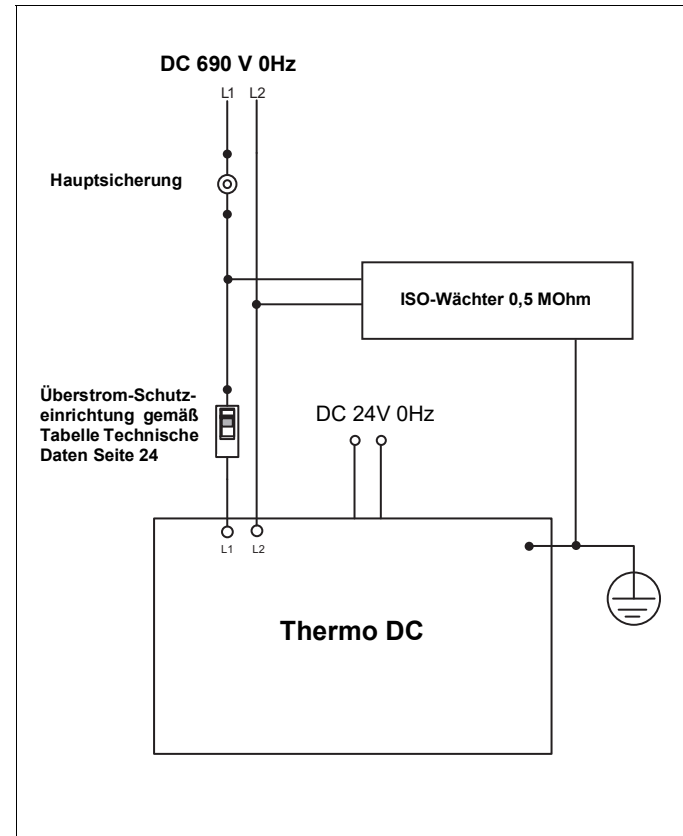 DC 690 V 0Hz
L1 L2
Hauptsicherung
ISO-Wächter 0,5 MOhm
Überstrom-Schutz-
einrichtung gemäß
Tabelle Technische
Daten Seite 24
DC 24V 0Hz
L1 L2
Thermo DC